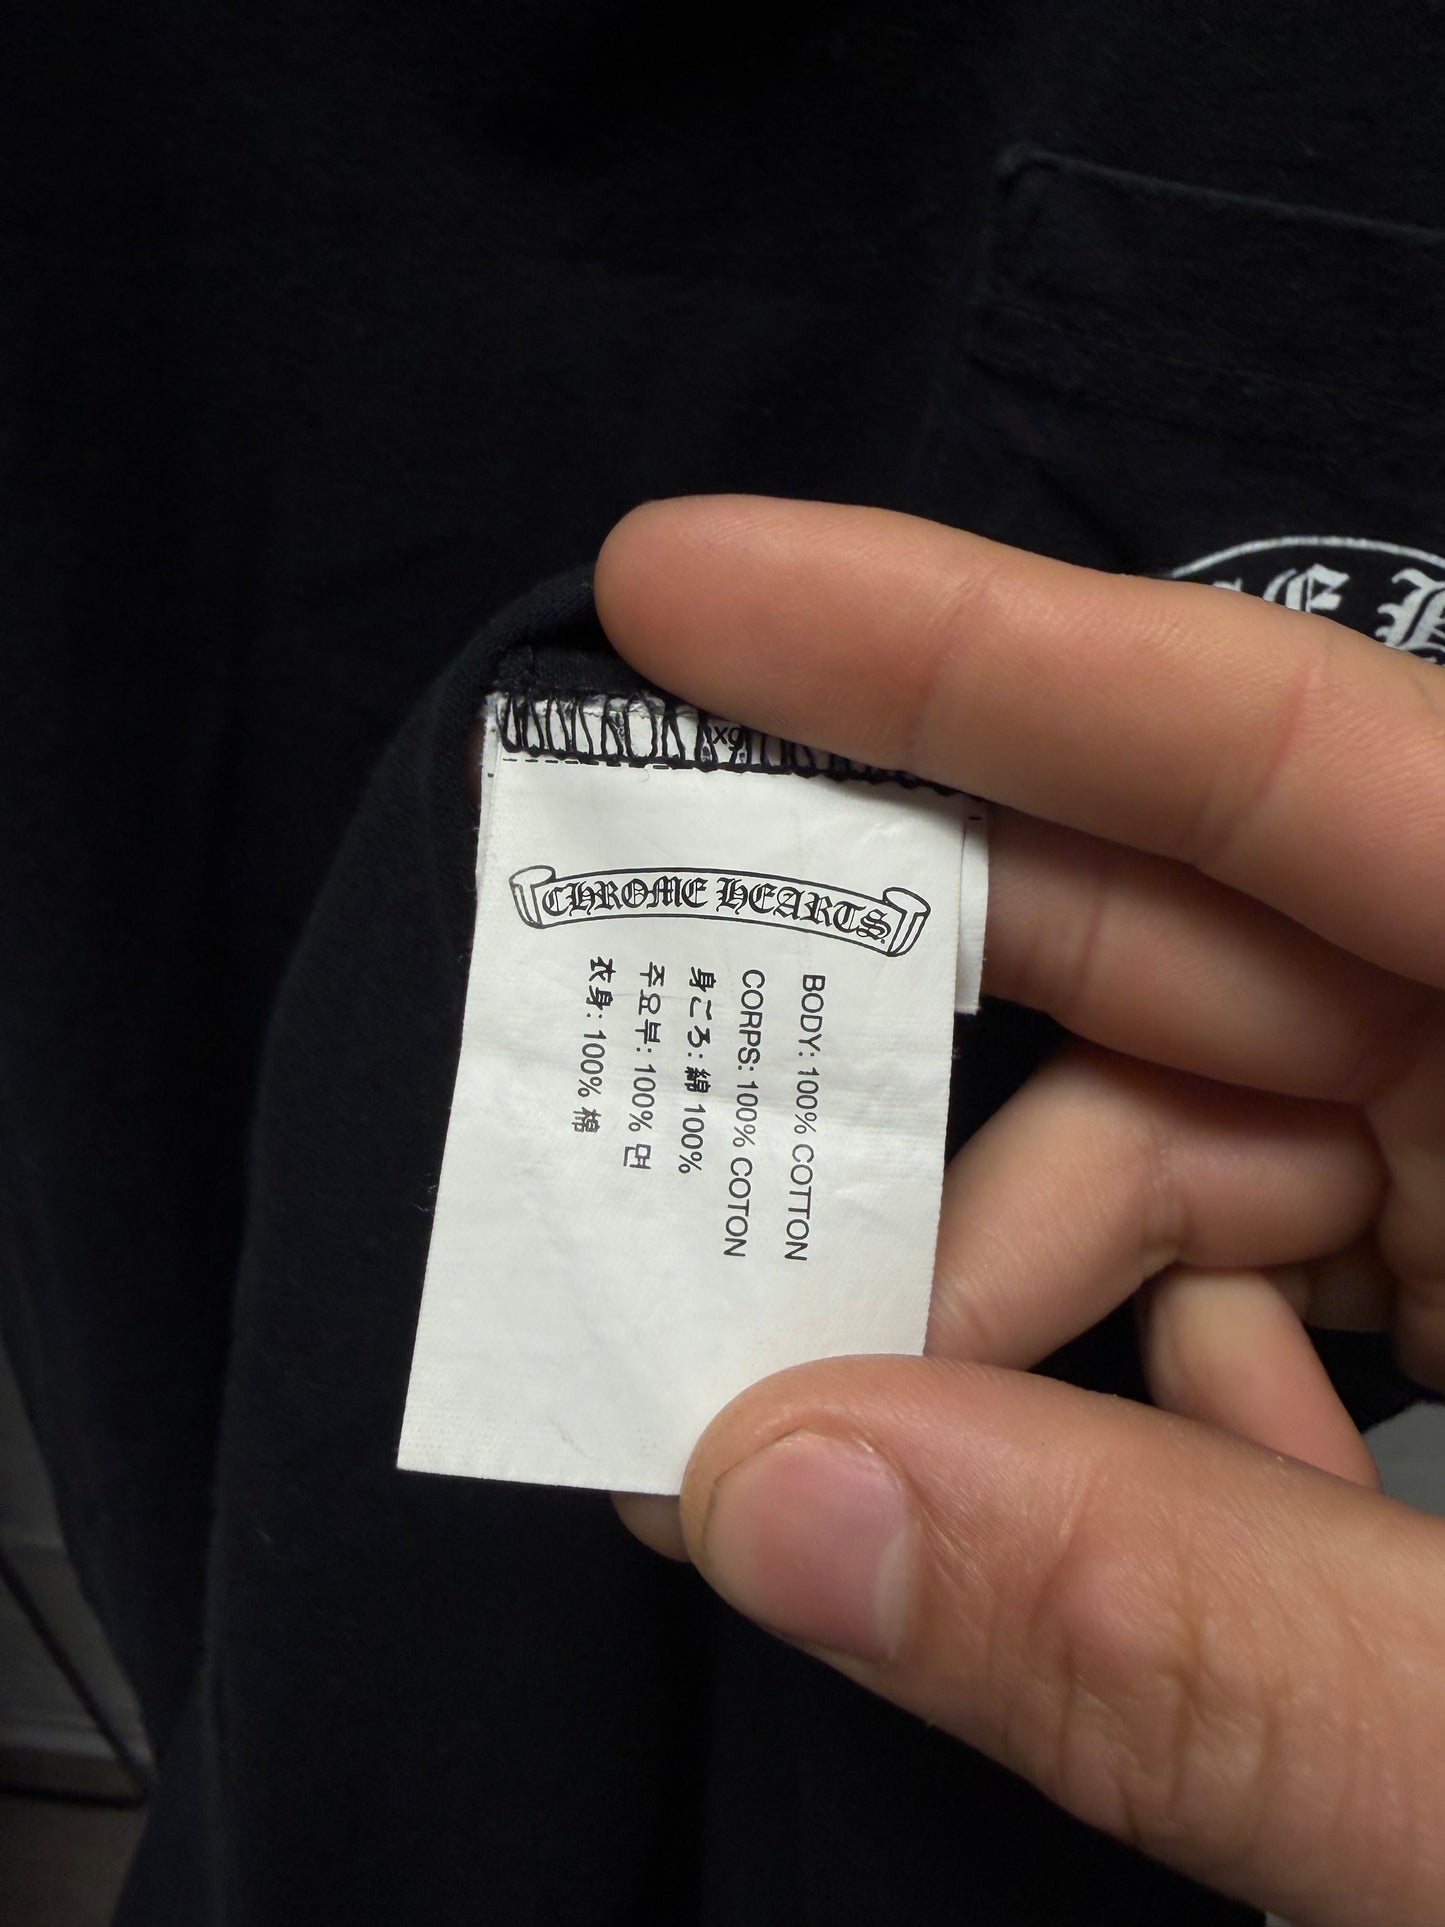 CHROME HEARTS
BODY: 100% COTTON
CORPS: 100% COTON
身ごろ: 綿 100%
주요부: 100% 면
衣身: 100% 棉